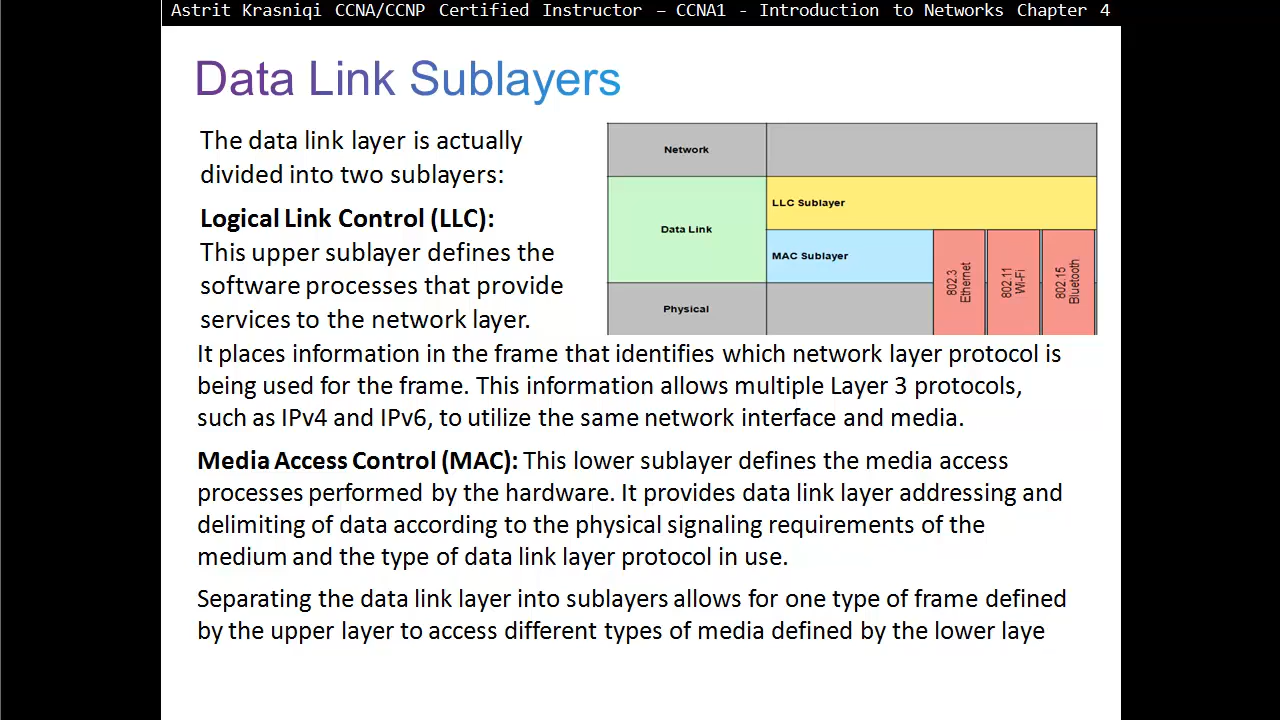 Astrit Krasniqi CCNA/CCNP Certified Instructor – CCNA1 - Introduction to Networks Chapter 4
Data Link Sublayers
The data link layer is actually
divided into two sublayers:
Logical Link Control (LLC):
This upper sublayer defines the
software processes that provide
services to the network layer.
Network
Data Link
LLC Sublayer
MAC Sublayer
Physical
802.3
Ethernet
802.11
Wi-Fi
802.15
Bluetooth
It places information in the frame that identifies which network layer protocol is
being used for the frame. This information allows multiple Layer 3 protocols,
such as IPv4 and IPv6, to utilize the same network interface and media.
Media Access Control (MAC): This lower sublayer defines the media access
processes performed by the hardware. It provides data link layer addressing and
delimiting of data according to the physical signaling requirements of the
medium and the type of data link layer protocol in use.
Separating the data link layer into sublayers allows for one type of frame defined
by the upper layer to access different types of media defined by the lower laye